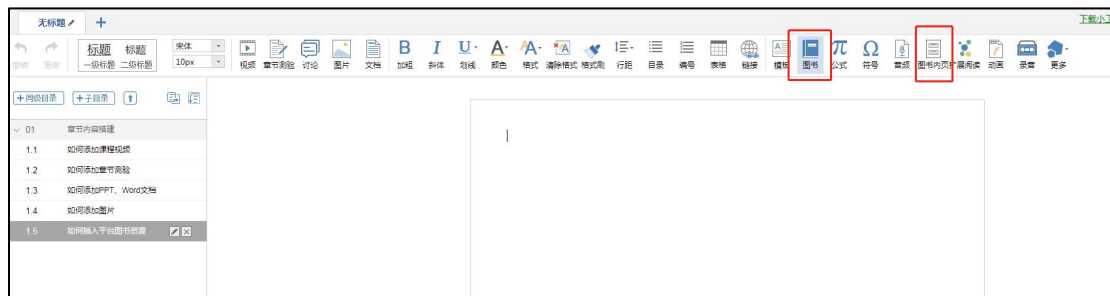 无标题 +
下载小工
撤销 重做 标题 一级标题 标题 二级标题 宋体 10px 视频 章节测验 讨论 图片 文档 B 加粗 I 斜体 U 划线 A 颜色 格式 清除格式 格式刷 行距 目录 编号 表格 链接 模板 图书 π 公式 Ω 符号 音频 图书内页 扩展阅读 动画 录音 更多
+同级目录 +子目录
01 章节内容搭建
1.1 如何添加课程视频
1.2 如何添加章节测验
1.3 如何添加PPT、Word文档
1.4 如何添加图片
1.5 如何插入平台图书资源